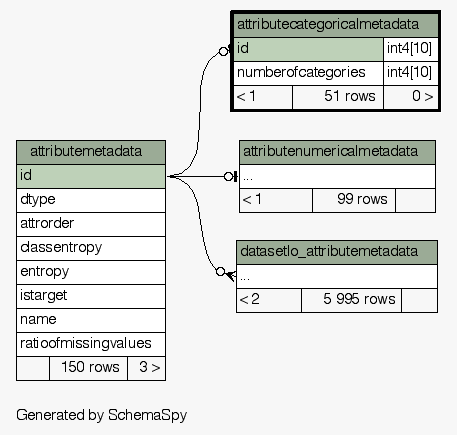 attributecategoricalmetadata
id int4[10]
numberofcategories int4[10]
< 1 51 rows 0 >
attributemetadata
id
dtype
attrorder
classentropy
entropy
istarget
name
ratioofmissingvalues
150 rows 3 >
attributenumericalmetadata
...
< 1 99 rows
datasetIo_attributemetadata
...
< 2 5 995 rows
Generated by SchemaSpy